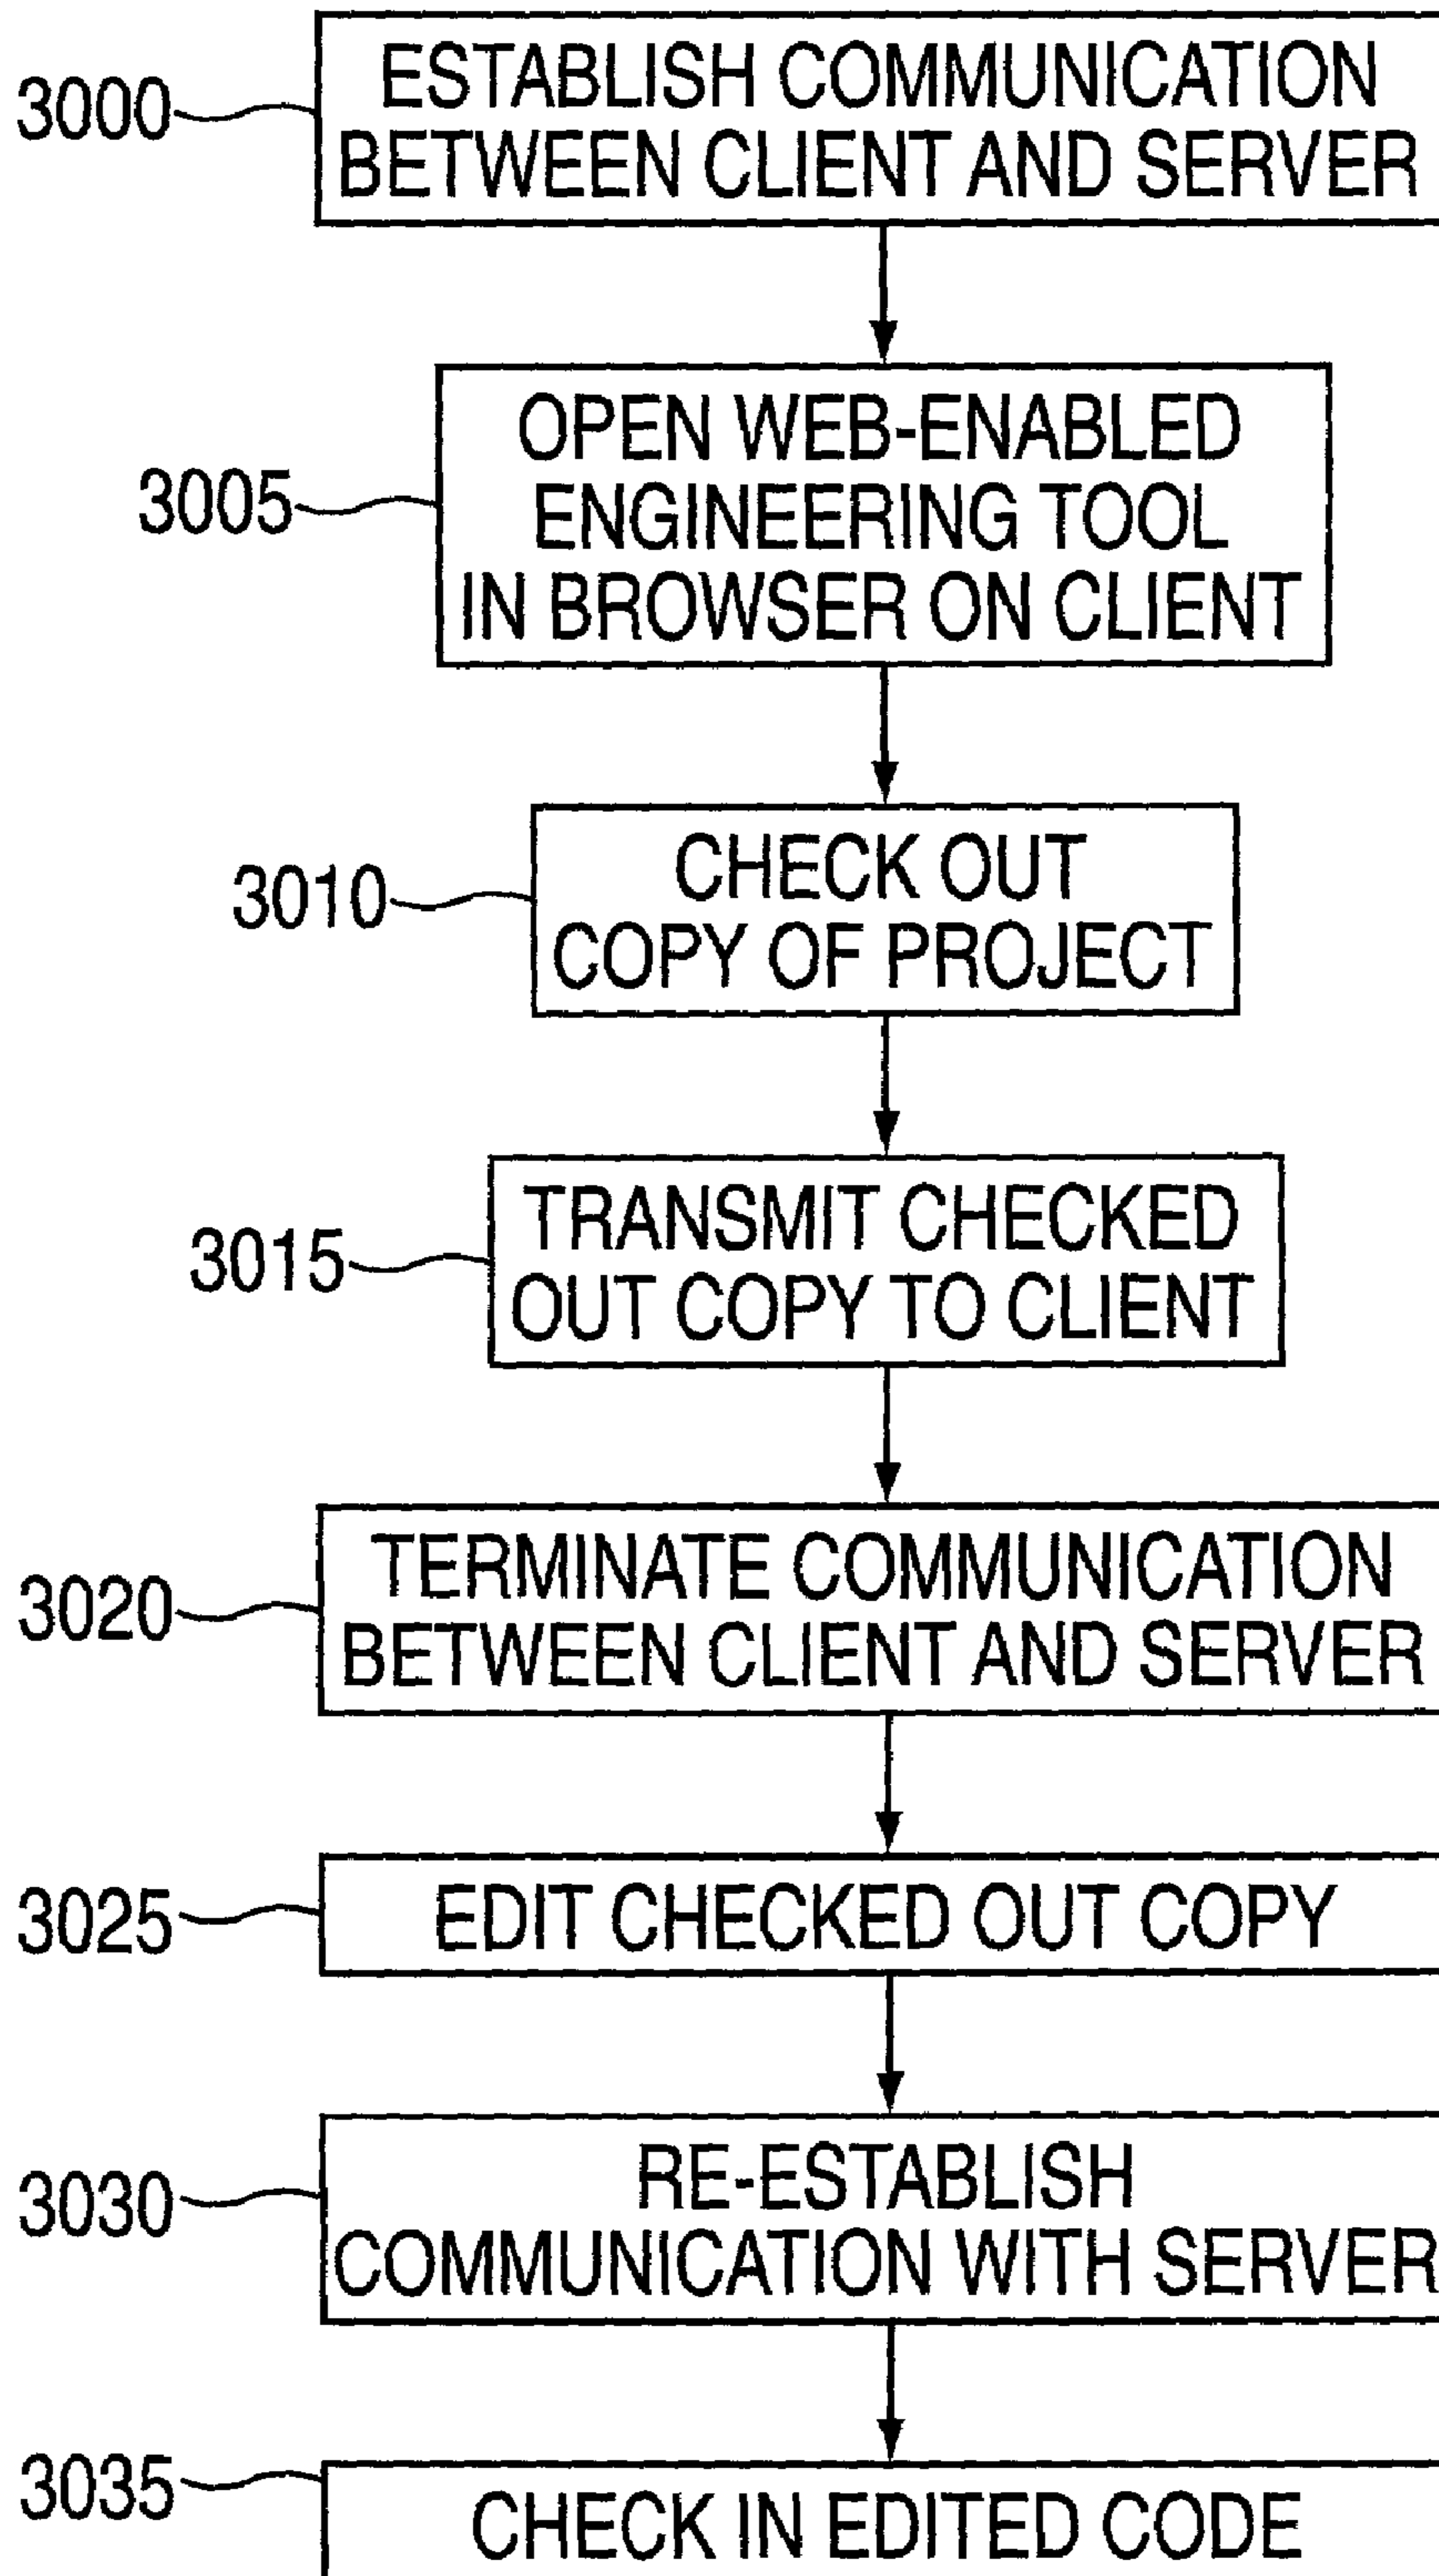 3000
ESTABLISH COMMUNICATION
BETWEEN CLIENT AND SERVER
3005
OPEN WEB-ENABLED
ENGINEERING TOOL
IN BROWSER ON CLIENT
3010
CHECK OUT
COPY OF PROJECT
3015
TRANSMIT CHECKED
OUT COPY TO CLIENT
3020
TERMINATE COMMUNICATION
BETWEEN CLIENT AND SERVER
3025
EDIT CHECKED OUT COPY
3030
RE-ESTABLISH
COMMUNICATION WITH SERVER
3035
CHECK IN EDITED CODE